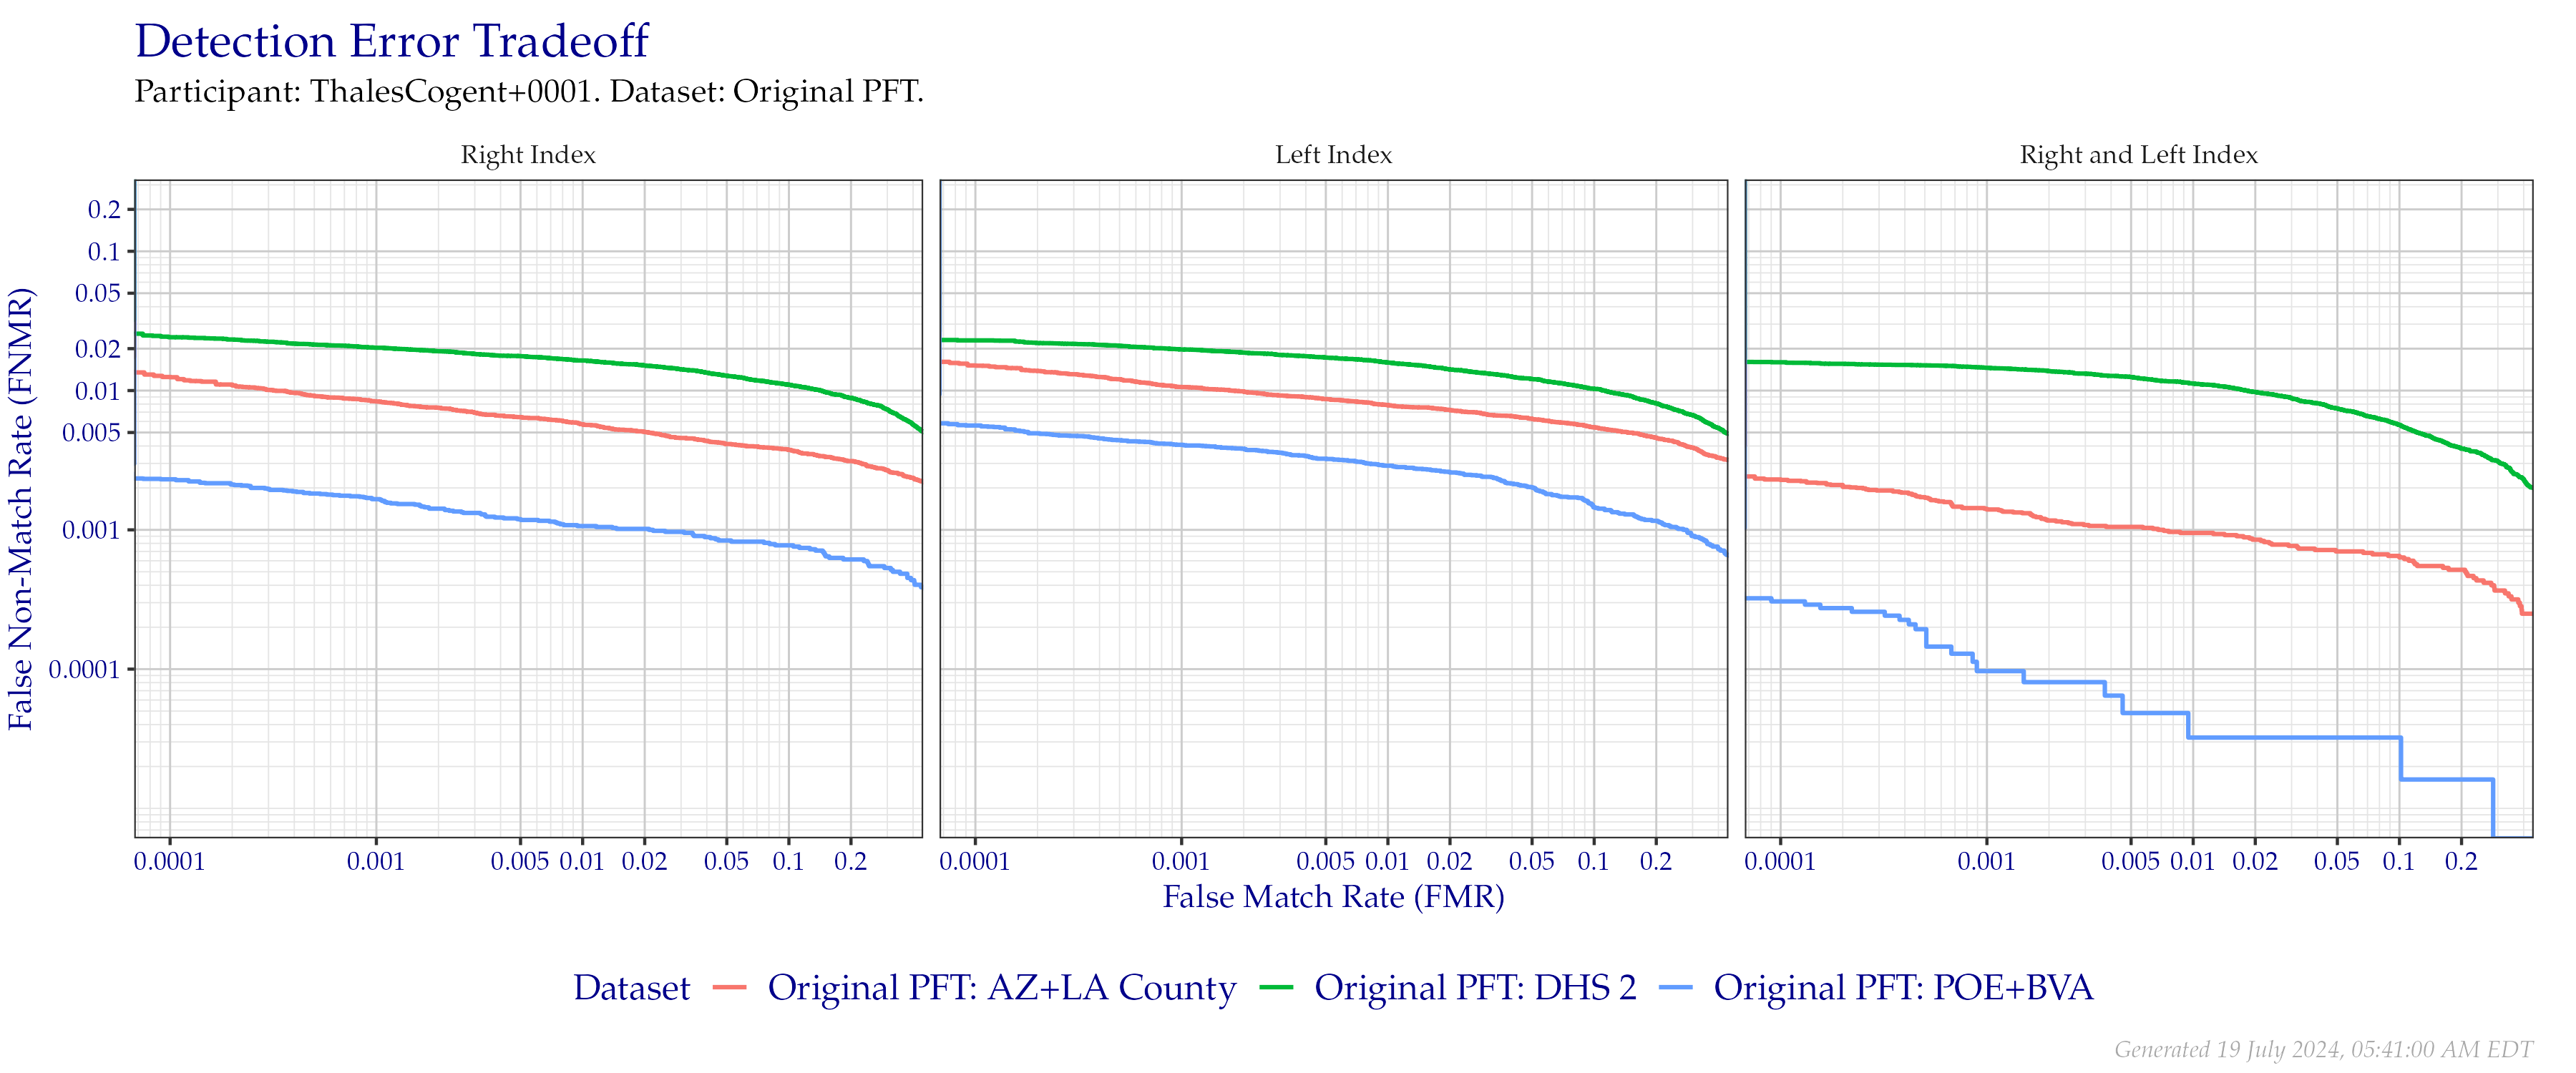 Detection Error Tradeoff
Participant: ThalesCogent+0001. Dataset: Original PFT.
Right Index
Left Index
Right and Left Index
False Non-Match Rate (FNMR)
0.2
0.1
0.05
0.02
0.01
0.005
0.001
0.0001
0.0001 0.001 0.005 0.01 0.02 0.05 0.1 0.2
0.0001 0.001 0.005 0.01 0.02 0.05 0.1 0.2
0.0001 0.001 0.005 0.01 0.02 0.05 0.1 0.2
False Match Rate (FMR)
Dataset Original PFT: AZ+LA County Original PFT: DHS 2 Original PFT: POE+BVA
Generated 19 July 2024, 05:41:00 AM EDT